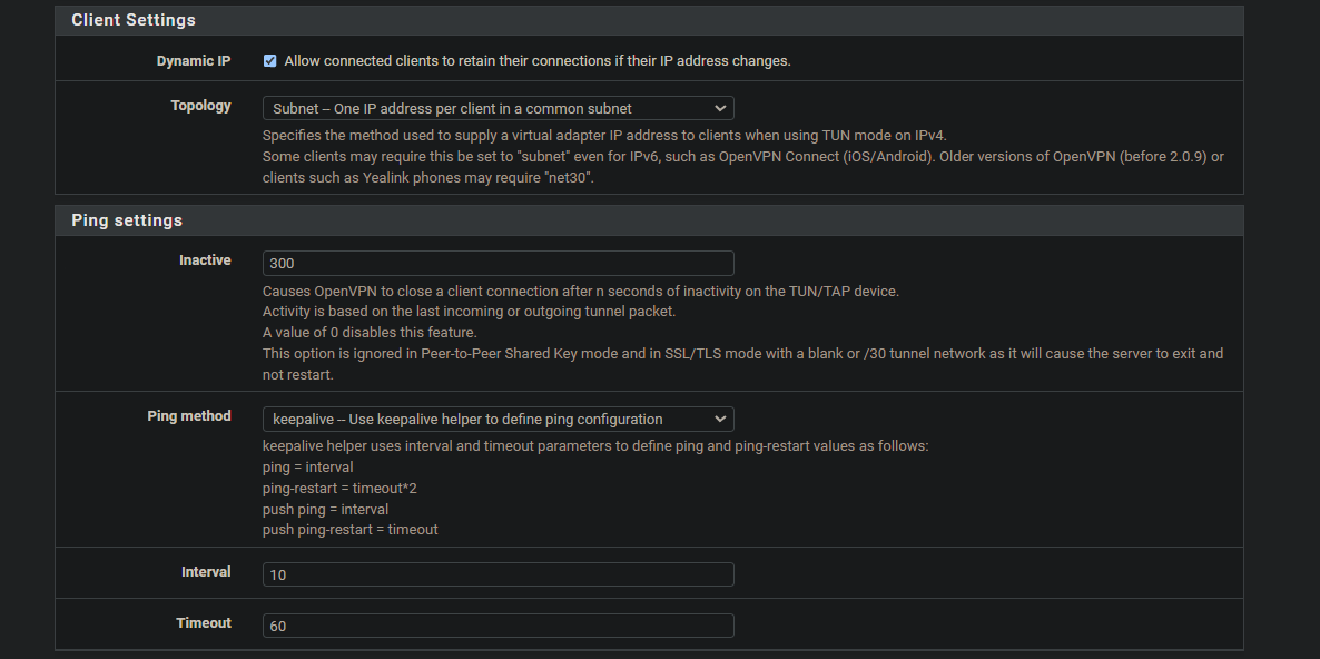 Client Settings
Dynamic IP
Allow connected clients to retain their connections if their IP address changes.
Topology
Subnet -- One IP address per client in a common subnet
Specifies the method used to supply a virtual adapter IP address to clients when using TUN mode on IPv4.
Some clients may require this be set to "subnet" even for IPv6, such as OpenVPN Connect (iOS/Android). Older versions of OpenVPN (before 2.0.9) or
clients such as Yealink phones may require "net30".
Ping settings
Inactive
300
Causes OpenVPN to close a client connection after n seconds of inactivity on the TUN/TAP device.
Activity is based on the last incoming or outgoing tunnel packet.
A value of 0 disables this feature.
This option is ignored in Peer-to-Peer Shared Key mode and in SSL/TLS mode with a blank or /30 tunnel network as it will cause the server to exit and
not restart.
Ping method
keepalive -- Use keepalive helper to define ping configuration
keepalive helper uses interval and timeout parameters to define ping and ping-restart values as follows:
ping = interval
ping-restart = timeout*2
push ping = interval
push ping-restart = timeout
Interval
10
Timeout
60